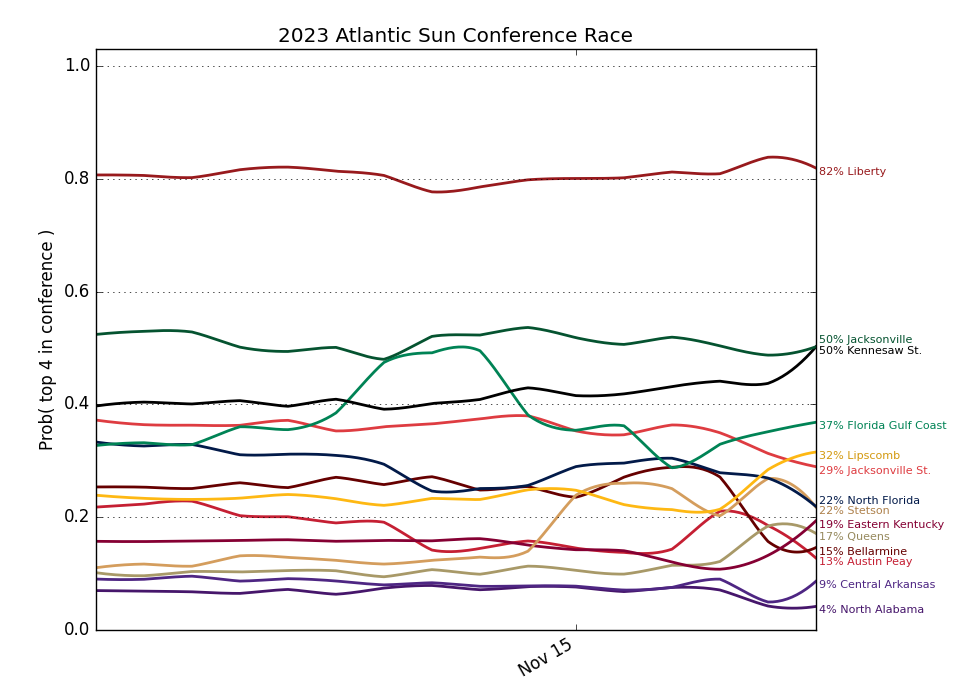 2023 Atlantic Sun Conference Race
Prob( top 4 in conference )
1.0
0.8
0.6
0.4
0.2
0.0
Nov 15
82% Liberty
50% Jacksonville
50% Kennesaw St.
37% Florida Gulf Coast
32% Lipscomb
29% Jacksonville St.
22% North Florida
22% Stetson
19% Eastern Kentucky
17% Queens
15% Bellarmine
13% Austin Peay
9% Central Arkansas
4% North Alabama